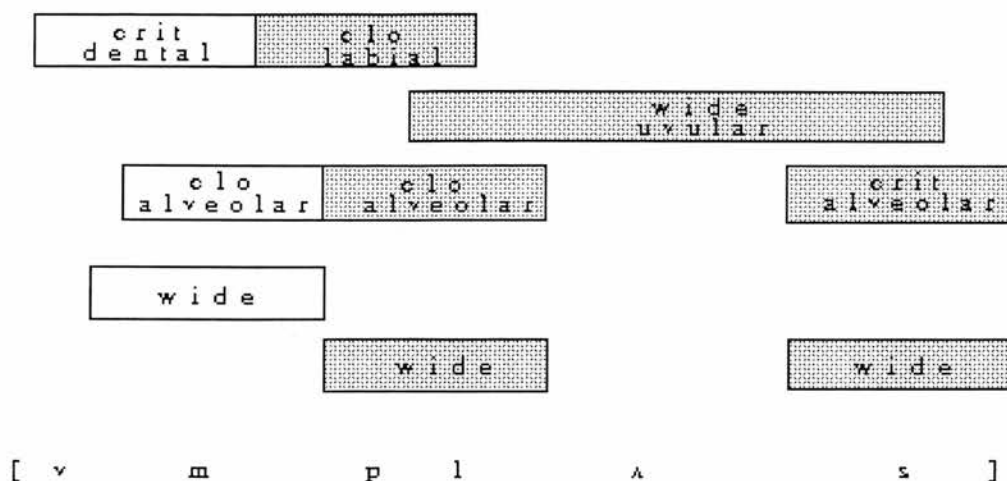 crit clo
dental labial
wide
uvular
clo clo crit
alveolar alveolar alveolar
wide
wide wide
[ v m p l ʌ s ]